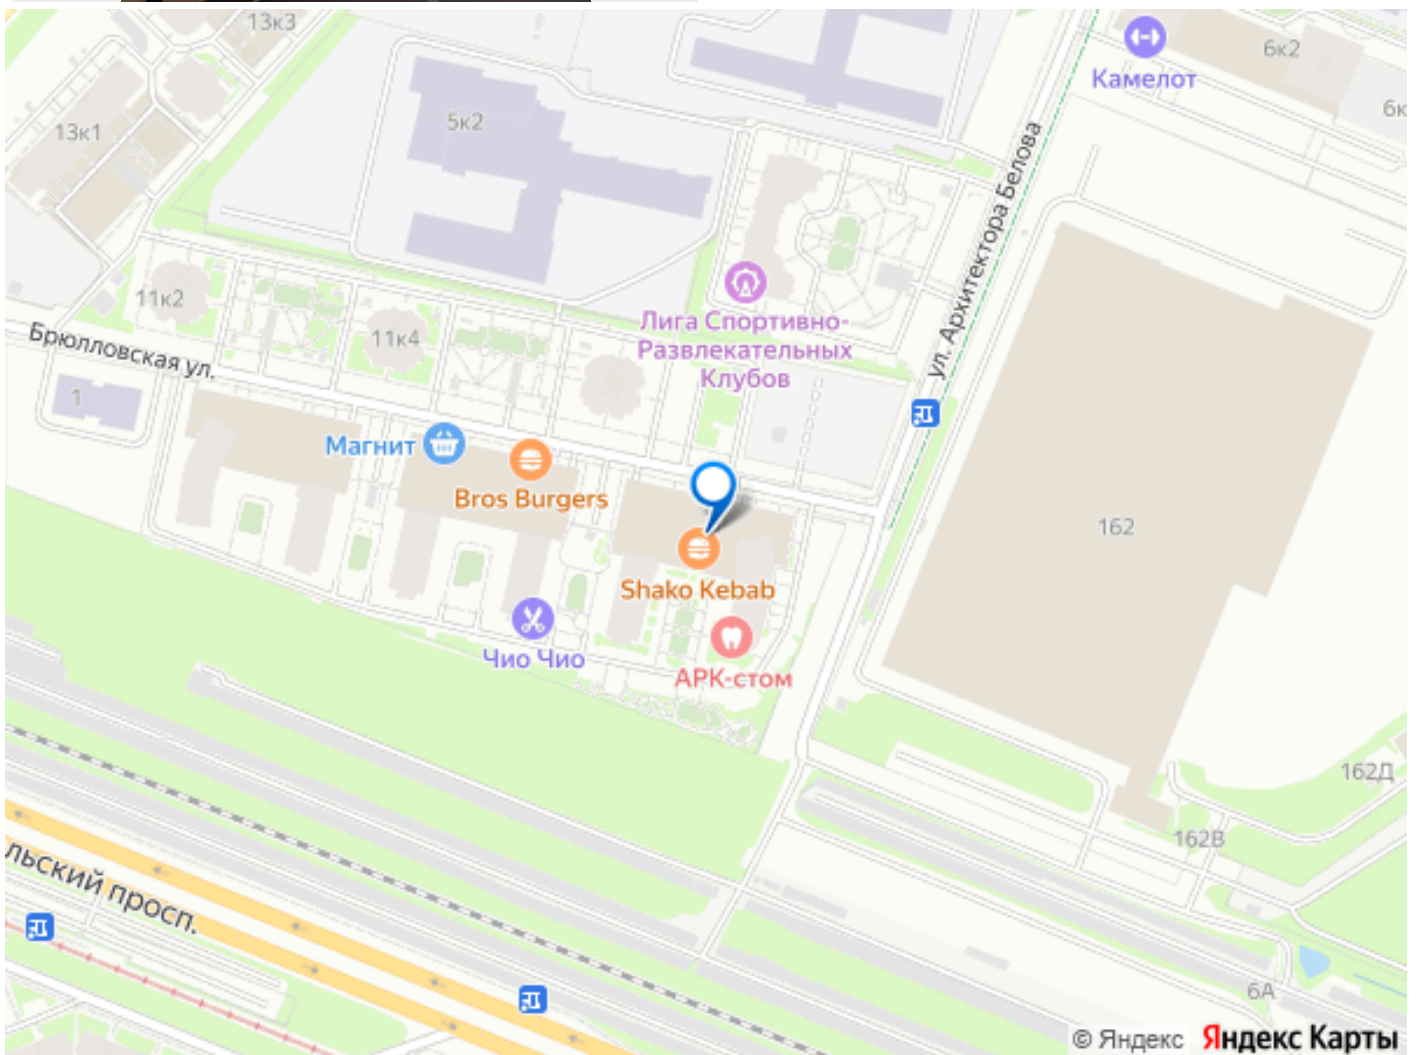 13к3
6к2
Камелот
6к
13к1
5к2
ул. Архитектора Белова
11к2
Лига Спортивно-
Развлекательных
Клубов
11к4
Брюлловская ул.
1
Магнит
Bros Burgers
162
Shako Kebab
Чио Чио
АРК-стом
162Д
162В
льский просп.
6А
© Яндекс Яндекс Карты